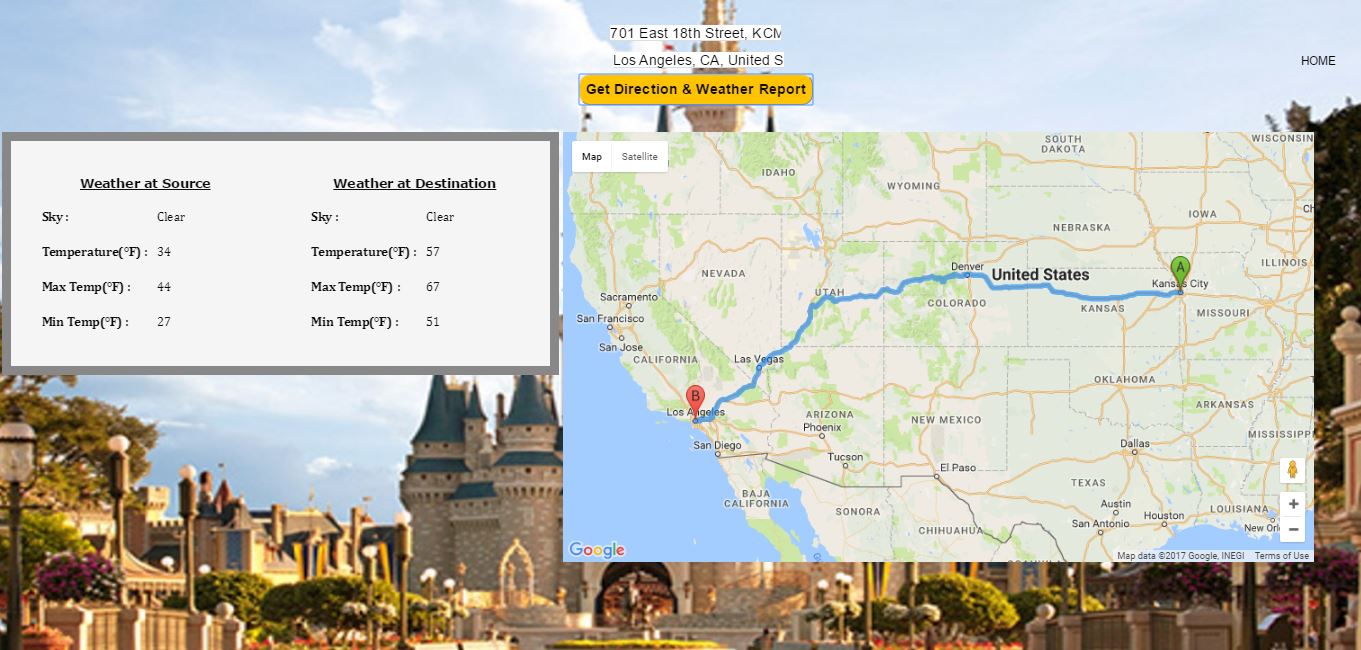 701 East 18th Street, KCM
Los Angeles, CA, United S
HOME
Get Direction & Weather Report
Weather at Source
Sky :
Clear
Temperature(°F) :
34
Max Temp(°F) :
44
Min Temp(°F) :
27
Weather at Destination
Sky :
Clear
Temperature(°F) :
57
Max Temp(°F) :
67
Min Temp(°F) :
51
Map
Satellite
SOUTH
DAKOTA
WISCONSIN
IDAHO
WYOMING
IOWA
Ch
NEBRASKA
NEVADA
Denver
United States
ILLINOIS
A
Kansas City
UTAH
Sacramento
COLORADO
KANSAS
MISSOURI
San Francisco
San Jose
CALIFORNIA
Las Vegas
OKLAHOMA
B
Los Angeles
ARIZONA
Phoenix
NEW MEXICO
ARKANSAS
MISSISSIPP
San Diego
Dallas
Tucson
El Paso
TEXAS
BAJA
CALIFORNIA
SONORA
Austin
Houston
LOUISIANA
San Antonio
New Orl
CHIHUAHUA
+
−
Google
Map data ©2017 Google, INEGI
Terms of Use